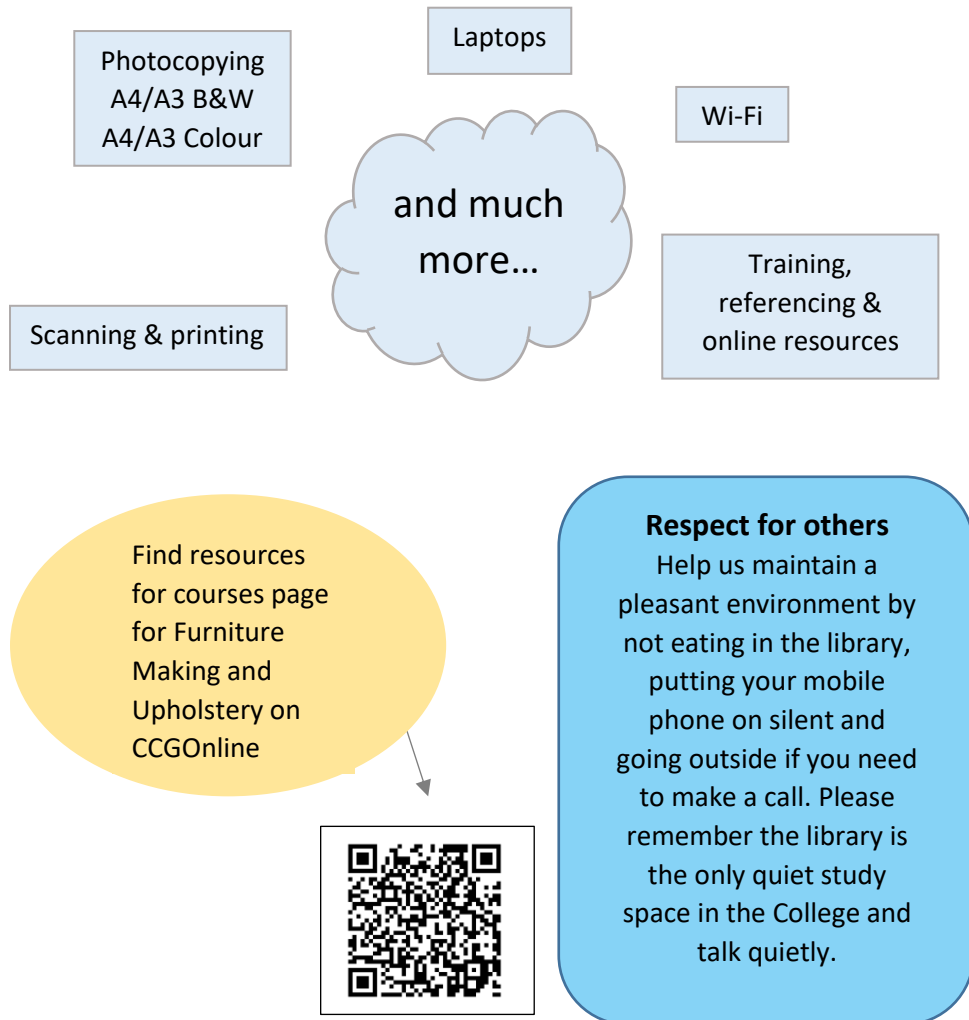 Laptops
Photocopying
A4/A3 B&W
A4/A3 Colour
Wi-Fi
and much
more…
Training,
referencing &
online resources
Scanning & printing
Find resources
for courses page
for Furniture
Making and
Upholstery on
CCGOnline
Respect for others
Help us maintain a
pleasant environment by
not eating in the library,
putting your mobile
phone on silent and
going outside if you need
to make a call. Please
remember the library is
the only quiet study
space in the College and
talk quietly.